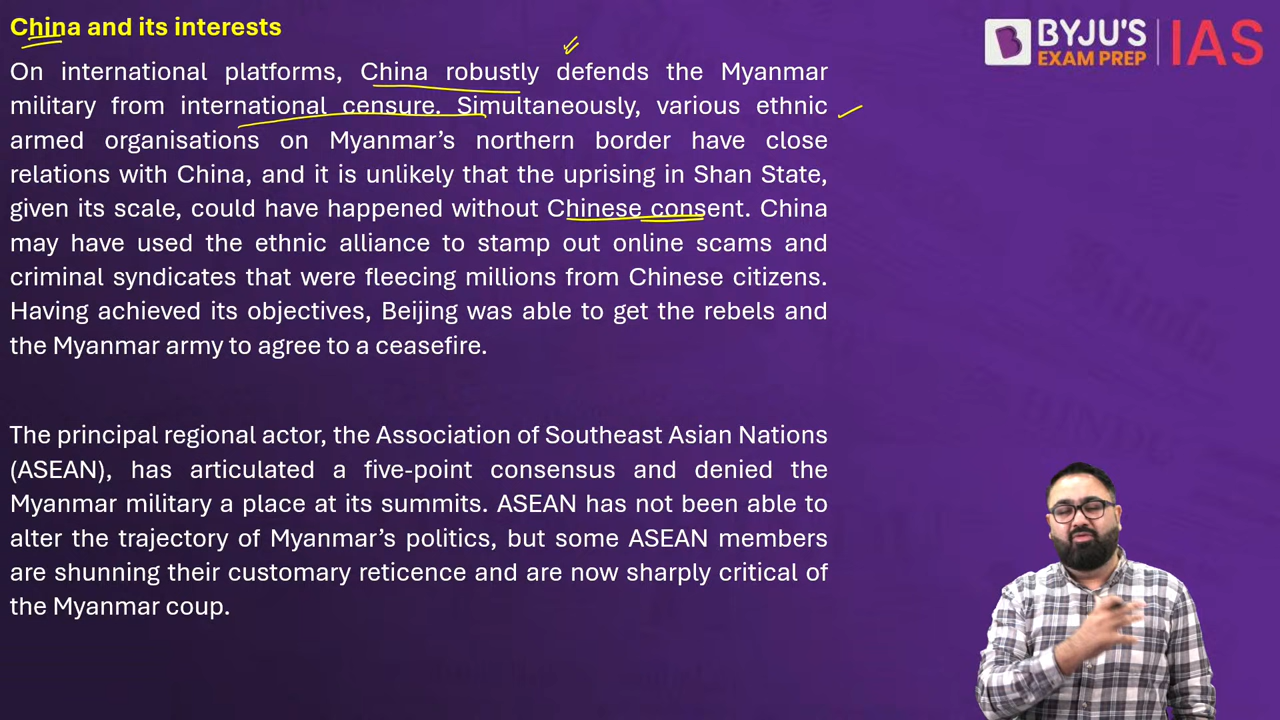 China and its interests
On international platforms, China robustly defends the Myanmar
military from international censure. Simultaneously, various ethnic
armed organisations on Myanmar's northern border have close
relations with China, and it is unlikely that the uprising in Shan State,
given its scale, could have happened without Chinese consent. China
may have used the ethnic alliance to stamp out online scams and
criminal syndicates that were fleecing millions from Chinese citizens.
Having achieved its objectives, Beijing was able to get the rebels and
the Myanmar army to agree to a ceasefire.
The principal regional actor, the Association of Southeast Asian Nations
(ASEAN), has articulated a five-point consensus and denied the
Myanmar military a place at its summits. ASEAN has not been able to
alter the trajectory of Myanmar's politics, but some ASEAN members
are shunning their customary reticence and are now sharply critical of
the Myanmar coup.
BYJU'S
EXAM PREP
IAS